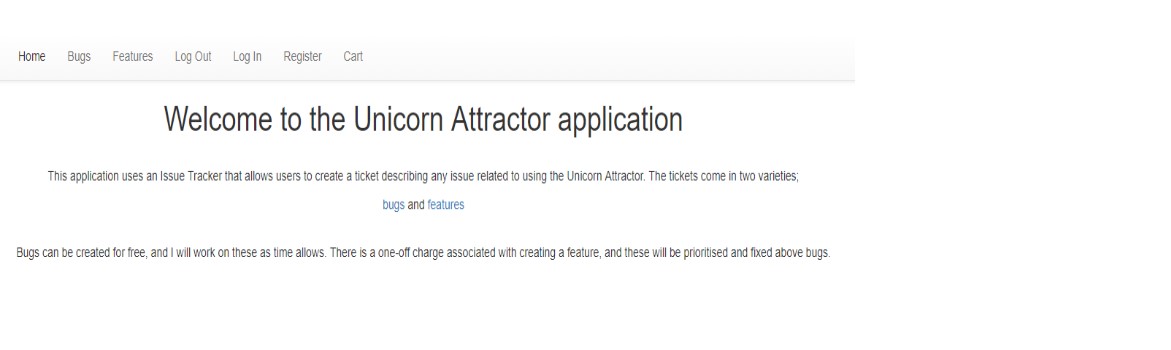 Home Bugs Features Log Out Log In Register Cart
Welcome to the Unicorn Attractor application
This application uses an Issue Tracker that allows users to create a ticket describing any issue related to using the Unicorn Attractor. The tickets come in two varieties;
bugs and features
Bugs can be created for free, and I will work on these as time allows. There is a one-off charge associated with creating a feature, and these will be prioritised and fixed above bugs.